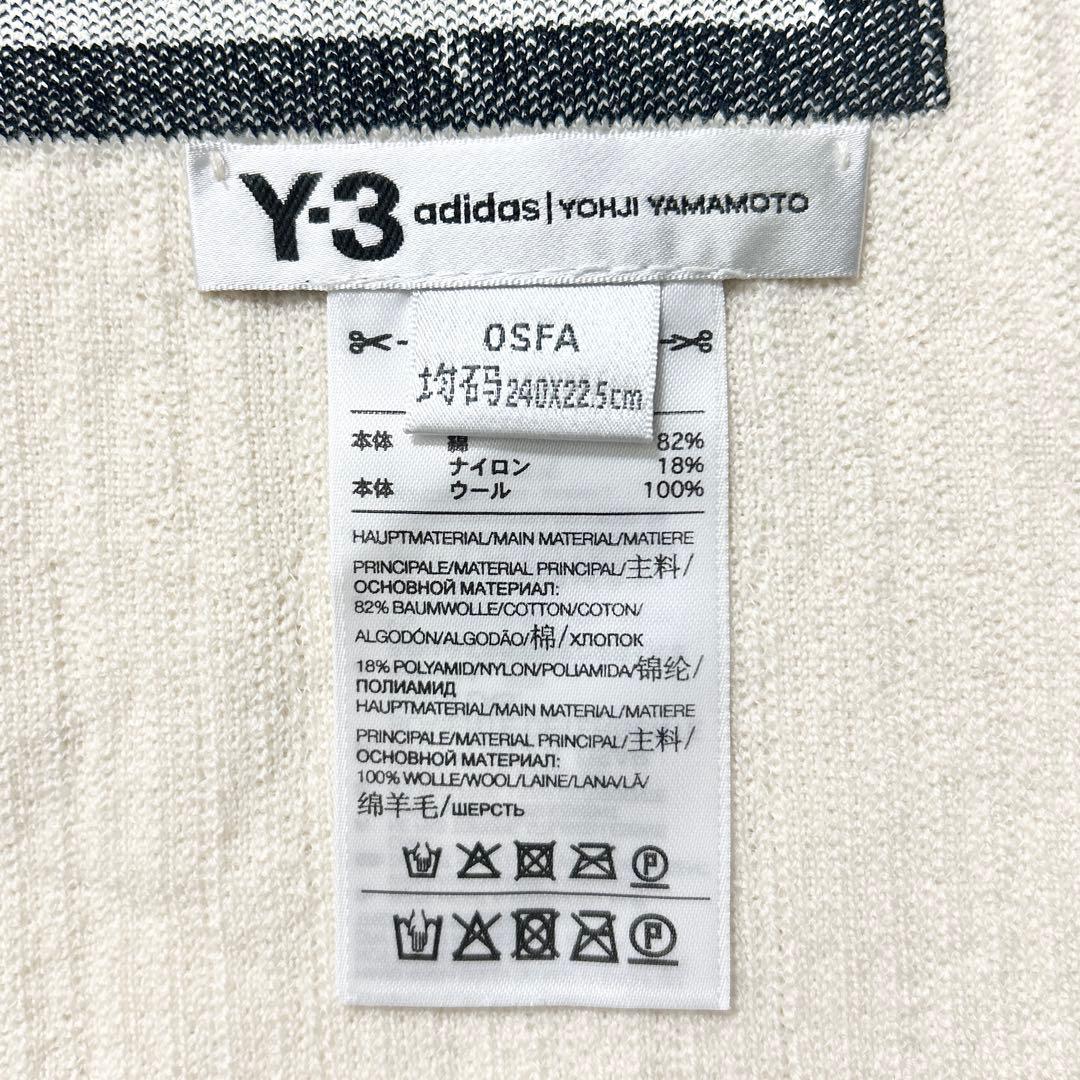 Y-3 adidas | YOHJI YAMAMOTO
OSFA
均码240X22.5cm
本体 綿 82%
ナイロン 18%
本体 ウール 100%
HAUPTMATERIAL/MAIN MATERIAL/MATIERE
PRINCIPALE/MATERIAL PRINCIPAL/主料/
ОСНОВНОЙ МАТЕРИАЛ:
82% BAUMWOLLE/COTTON/COTON/
ALGODÓN/ALGODÃO/棉/ХЛОПОК
18% POLYAMID/NYLON/POLIAMIDA/锦纶/
ПОЛИАМИД
HAUPTMATERIAL/MAIN MATERIAL/MATIERE
PRINCIPALE/MATERIAL PRINCIPAL/主料/
ОСНОВНОЙ МАТЕРИАЛ:
100% WOLLE/WOOL/LAINE/LANA/LÃ/
绵羊毛/ШЕРСТЬ
P
P